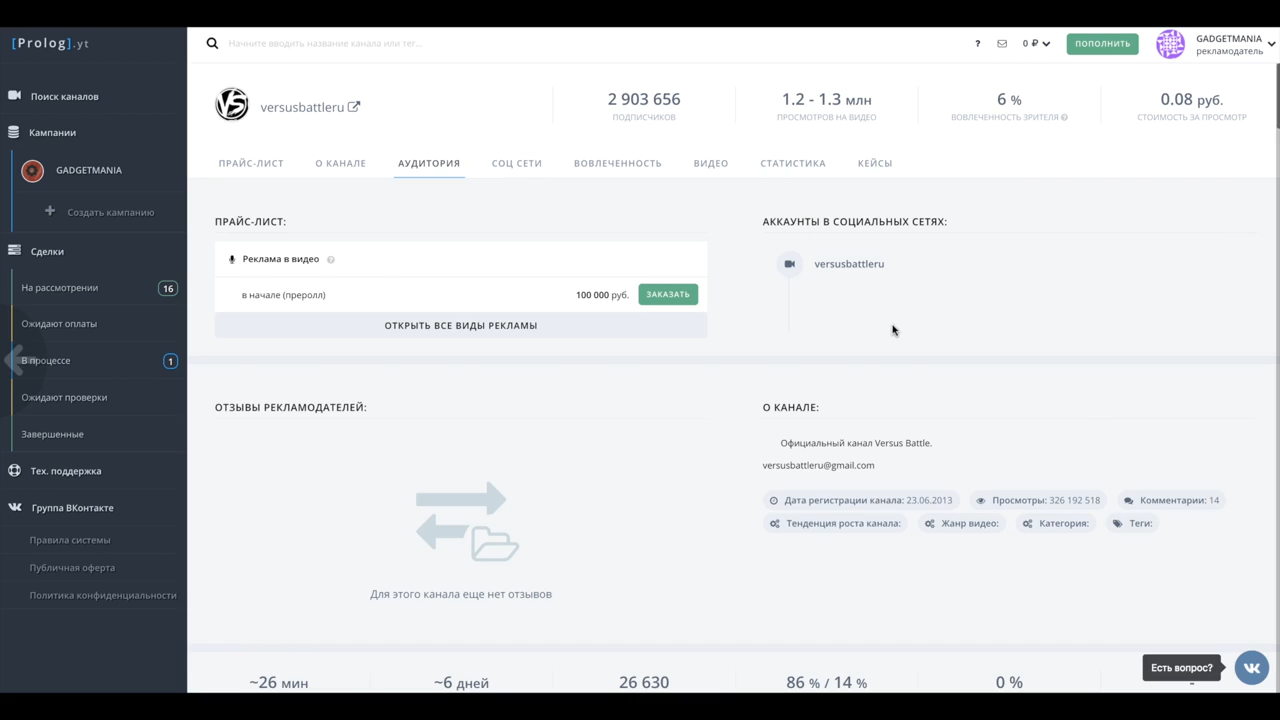 [Prolog].yt
Начните вводить название канала или тег...
?
0 ₽
ПОПОЛНИТЬ
GADGETMANIA
рекламодатель
Поиск каналов
Кампании
GADGETMANIA
+ Создать кампанию
Сделки
На рассмотрении 16
Ожидают оплаты
В процессе 1
Ожидают проверки
Завершенные
Тех. поддержка
Группа ВКонтакте
Правила системы
Публичная оферта
Политика конфиденциальности
VS
versusbattleru
2 903 656
ПОДПИСЧИКОВ
1.2 - 1.3 млн
ПРОСМОТРОВ НА ВИДЕО
6 %
ВОВЛЕЧЕННОСТЬ ЗРИТЕЛЯ ?
0.08 руб.
СТОИМОСТЬ ЗА ПРОСМОТР
ПРАЙС-ЛИСТ О КАНАЛЕ АУДИТОРИЯ СОЦ СЕТИ ВОВЛЕЧЕННОСТЬ ВИДЕО СТАТИСТИКА КЕЙСЫ
ПРАЙС-ЛИСТ:
Реклама в видео ?
в начале (преролл) 100 000 руб. ЗАКАЗАТЬ
ОТКРЫТЬ ВСЕ ВИДЫ РЕКЛАМЫ
АККАУНТЫ В СОЦИАЛЬНЫХ СЕТЯХ:
versusbattleru
ОТЗЫВЫ РЕКЛАМОДАТЕЛЕЙ:
Для этого канала еще нет отзывов
О КАНАЛЕ:
Официальный канал Versus Battle.
versusbattleru@gmail.com
Дата регистрации канала: 23.06.2013 Просмотры: 326 192 518 Комментарии: 14
Тенденция роста канала: Жанр видео: Категория: Теги:
Есть вопрос?
~26 мин ~6 дней 26 630 86 % / 14 % 0 % -